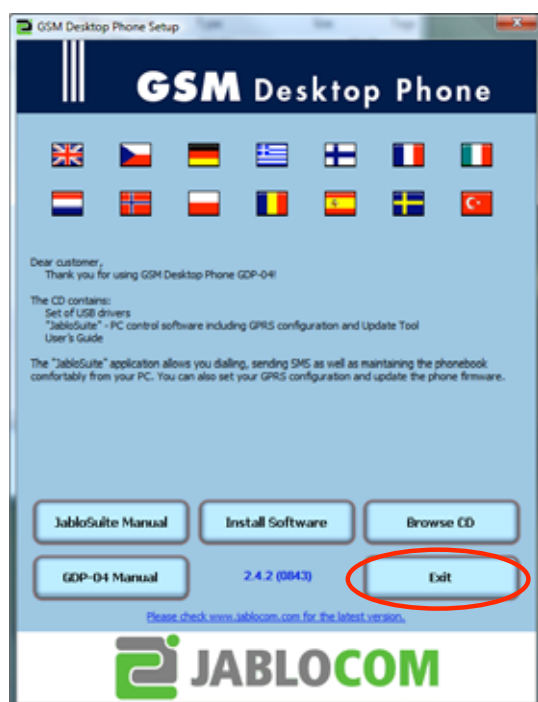 GSM Desktop Phone Setup
GSM Desktop Phone
Dear customer,
Thank you for using GSM Desktop Phone GDP-04!
The CD contains:
Set of USB drivers
"JabloSuite" - PC control software including GPRS configuration and Update Tool
User's Guide
The "JabloSuite" application allows you dialling, sending SMS as well as maintaining the phonebook
comfortably from your PC. You can also set your GPRS configuration and update the phone firmware.
JabloSuite Manual
Install Software
Browse CD
GDP-04 Manual
2.4.2 (0843)
Exit
Please check www.jablocom.com for the latest version.
JABLOCOM